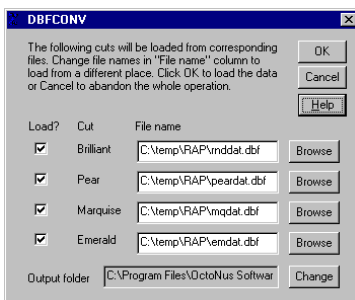 DBFCONV
The following cuts will be loaded from corresponding
files. Change file names in "File name" column to
load from a different place. Click OK to load the data
or Cancel to abandon the whole operation.
OK
Cancel
Help
Load? Cut File name
Brilliant C:\temp\RAP\rnddat.dbf Browse
Pear C:\temp\RAP\peardat.dbf Browse
Marquise C:\temp\RAP\mqdat.dbf Browse
Emerald C:\temp\RAP\emdat.dbf Browse
Output folder C:\Program Files\OctoNus Softwar Change